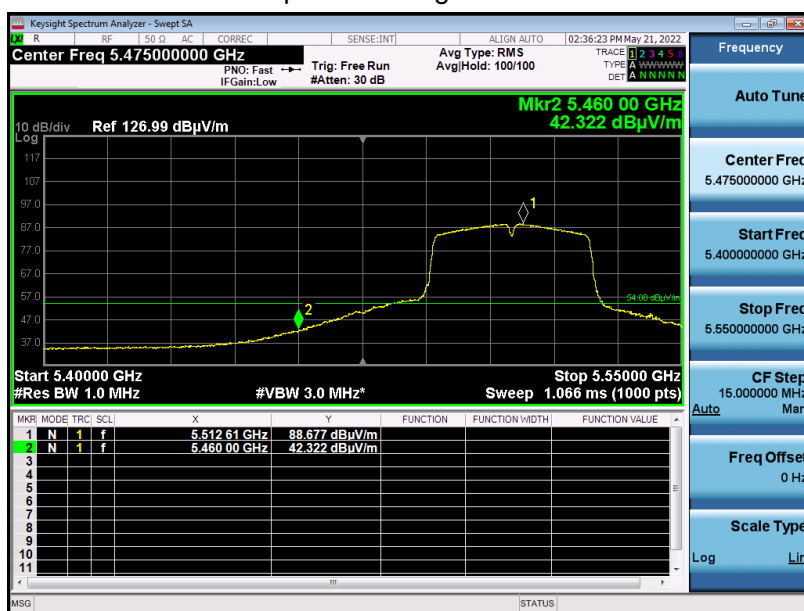 Keysight Spectrum Analyzer - Swept SA
LXI R RF 50 Ω AC CORREC SENSE:INT ALIGN AUTO 02:36:23 PM May 21, 2022
Center Freq 5.475000000 GHz
PNO: Fast
IFGain:Low
Trig: Free Run
#Atten: 30 dB
Avg Type: RMS
Avg|Hold: 100/100
TRACE 1 2 3 4 5 6
TYPE A WWWWW
DET A N N N N N
Mkr2 5.460 00 GHz
42.322 dBµV/m
10 dB/div Ref 126.99 dBµV/m
Log
117
107
97.0
87.0
77.0
67.0
57.0
47.0
37.0
1
2
54.00 dBµV/m
Start 5.40000 GHz Stop 5.55000 GHz
#Res BW 1.0 MHz #VBW 3.0 MHz* Sweep 1.066 ms (1000 pts)
MKR MODE TRC SCL X Y FUNCTION FUNCTION WIDTH FUNCTION VALUE
1 N 1 f 5.512 61 GHz 88.677 dBµV/m
2 N 1 f 5.460 00 GHz 42.322 dBµV/m
3
4
5
6
7
8
9
10
11
MSG STATUS
Frequency
Auto Tune
Center Freq
5.475000000 GHz
Start Freq
5.400000000 GHz
Stop Freq
5.550000000 GHz
CF Step
15.000000 MHz
Auto Man
Freq Offset
0 Hz
Scale Type
Log Lin